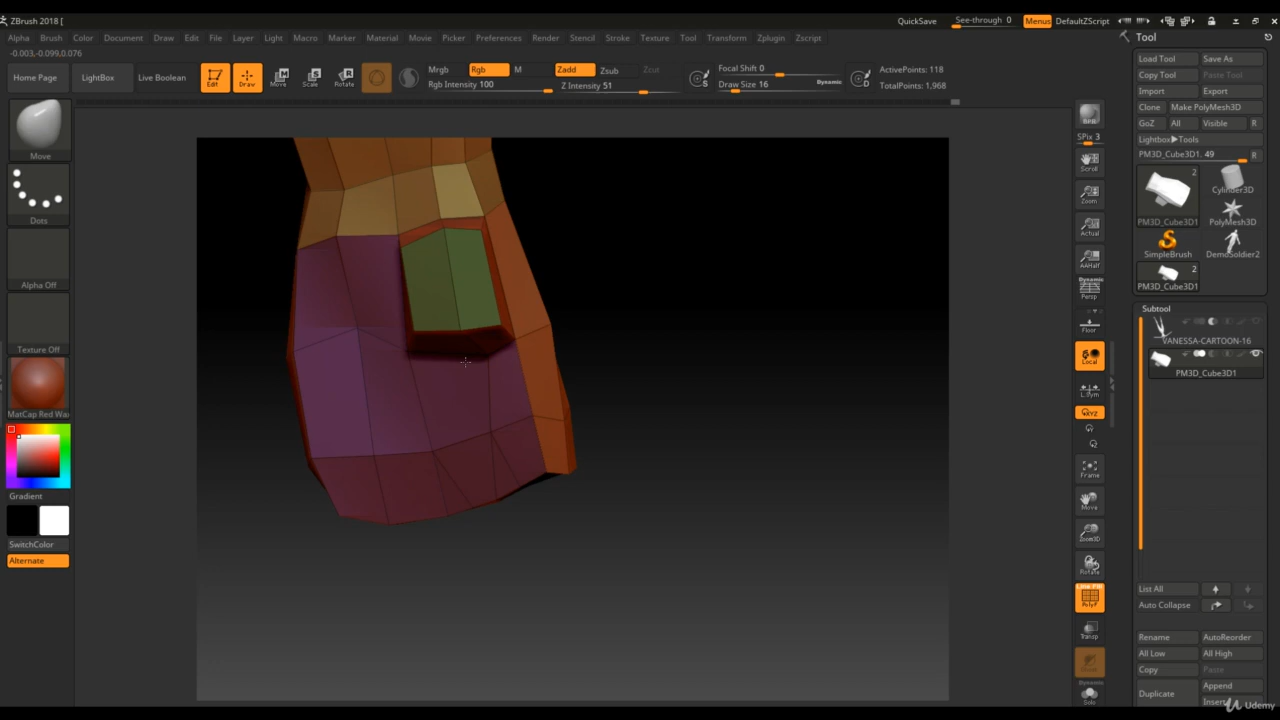 ZBrush 2018 [
QuickSave
See-through 0
Menus
DefaultZScript
Alpha Brush Color Document Draw Edit File Layer Light Macro Marker Material Movie Picker Preferences Render Stencil Stroke Texture Tool Transform Zplugin Zscript
-0.003,-0.099,0.076
Home Page
LightBox
Live Boolean
Edit
Draw
Move
Scale
Rotate
Mrgb
Rgb
M
Rgb Intensity 100
Zadd
Zsub
Zcut
Z Intensity 51
Focal Shift 0
Draw Size 16
Dynamic
ActivePoints: 118
TotalPoints: 1,968
Move
Dots
Alpha Off
Texture Off
MatCap Red Wax
Gradient
SwitchColor
Alternate
BPR
SPix 3
Scroll
Zoom
Actual
AAHalf
Dynamic
Persp
Floor
Local
L.Sym
XYZ
Frame
Move
Zoom3D
Rotate
Line Fill
PolyF
Transp
Dynamic
Solo
Tool
Load Tool
Save As
Copy Tool
Paste Tool
Import
Export
Clone
Make PolyMesh3D
GoZ
All
Visible
R
Lightbox▶Tools
PM3D_Cube3D1. 49
R
2
PM3D_Cube3D1
Cylinder3D
PolyMesh3D
SimpleBrush
DemoSoldier2
2
PM3D_Cube3D1
Subtool
VANESSA-CARTOON-16
PM3D_Cube3D1
List All
Auto Collapse
Rename
AutoReorder
All Low
All High
Copy
Paste
Duplicate
Append
Insert
Udemy